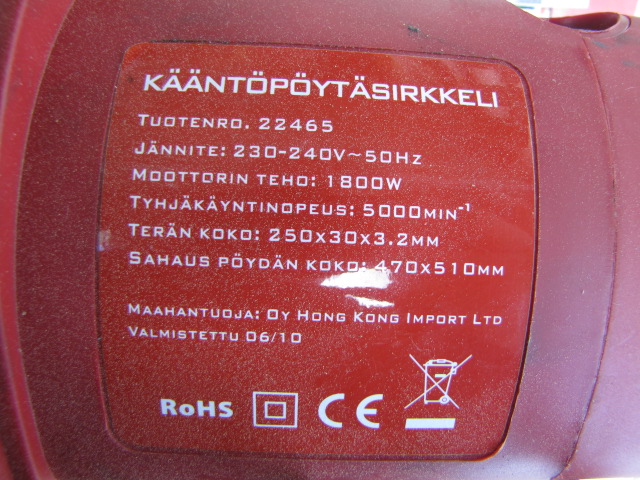 KÄÄNTÖPÖYTÄSIRKKELI
TUOTENRO. 22465
JÄNNITE: 230-240V~50HZ
MOOTTORIN TEHO: 1800W
TYHJÄKÄYNTINOPEUS: 5000MIN⁻¹
TERÄN KOKO: 250X30X3.2MM
SAHAUS PÖYDÄN KOKO: 470X510MM
MAAHANTUOJA: OY HONG KONG IMPORT LTD
VALMISTETTU 06/10
RoHS CE